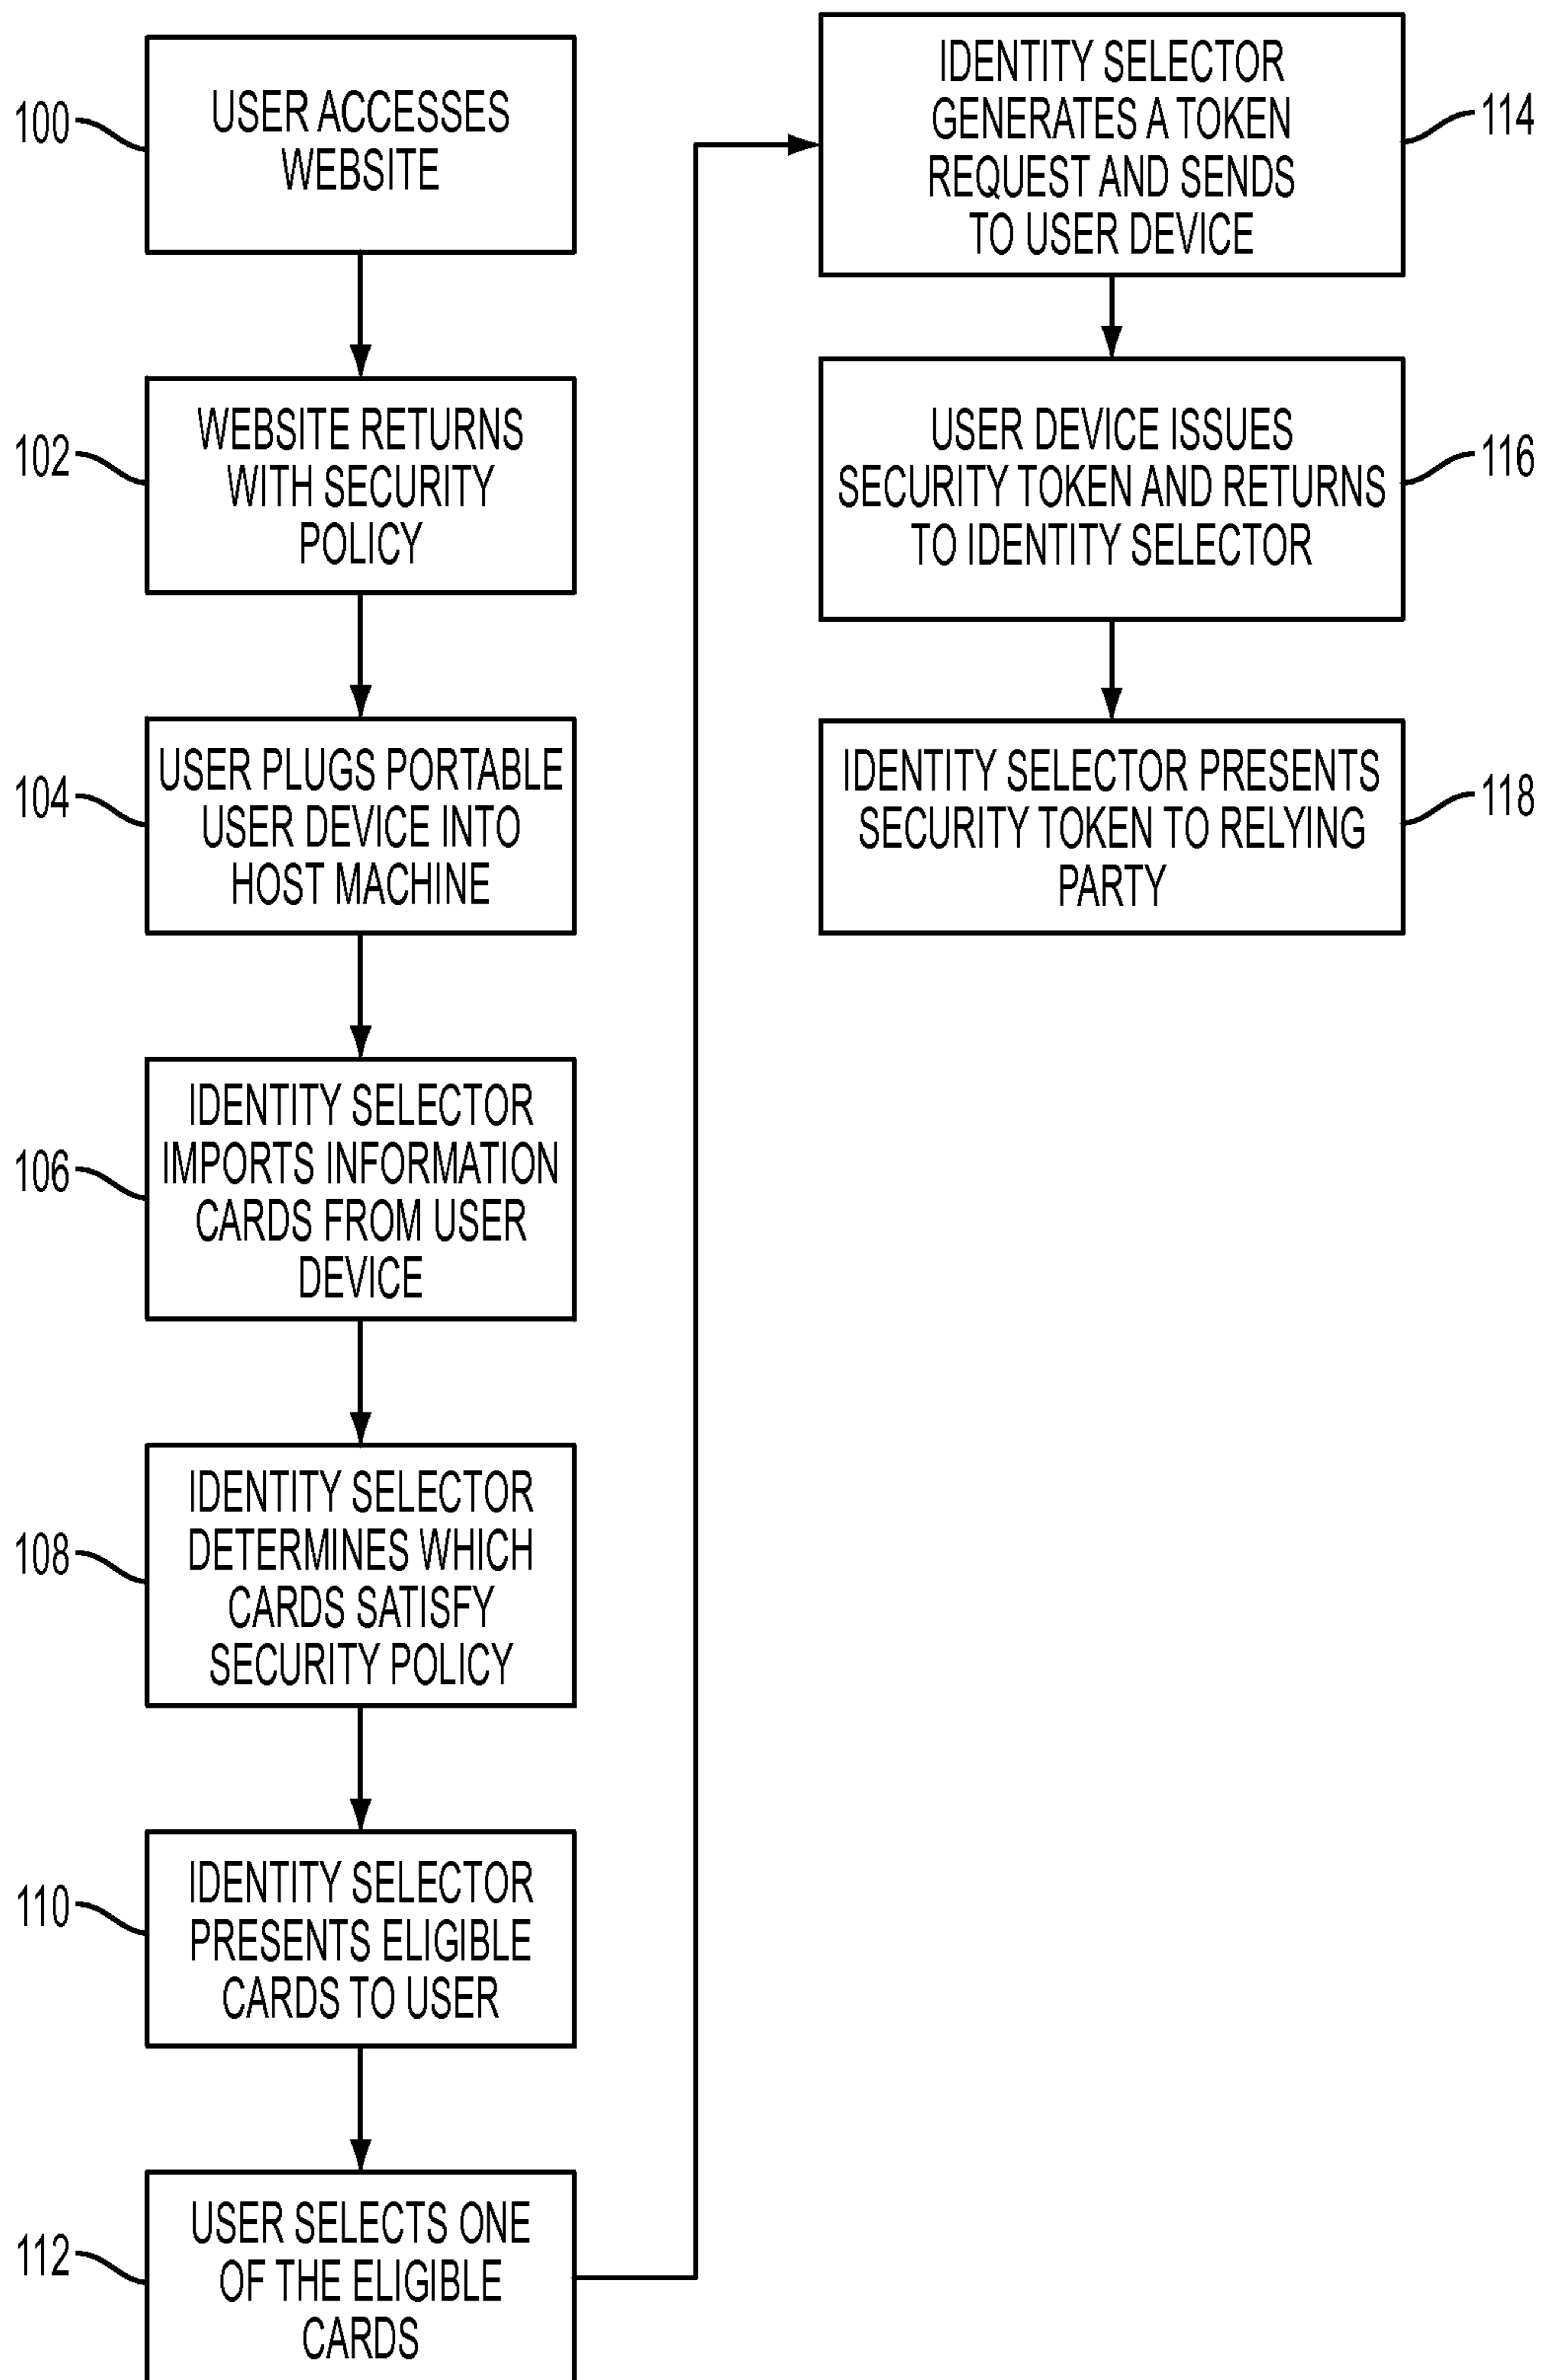 100
USER ACCESSES
WEBSITE
102
WEBSITE RETURNS
WITH SECURITY
POLICY
104
USER PLUGS PORTABLE
USER DEVICE INTO
HOST MACHINE
106
IDENTITY SELECTOR
IMPORTS INFORMATION
CARDS FROM USER
DEVICE
108
IDENTITY SELECTOR
DETERMINES WHICH
CARDS SATISFY
SECURITY POLICY
110
IDENTITY SELECTOR
PRESENTS ELIGIBLE
CARDS TO USER
112
USER SELECTS ONE
OF THE ELIGIBLE
CARDS
IDENTITY SELECTOR
GENERATES A TOKEN
REQUEST AND SENDS
TO USER DEVICE
114
USER DEVICE ISSUES
SECURITY TOKEN AND RETURNS
TO IDENTITY SELECTOR
116
IDENTITY SELECTOR PRESENTS
SECURITY TOKEN TO RELYING
PARTY
118